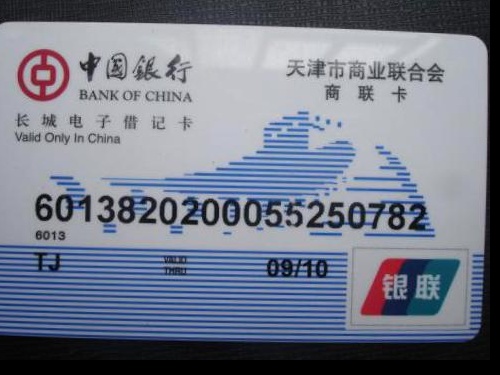 中国銀行
BANK OF CHINA
天津市商业联合会
商联卡
长城电子借记卡
Valid Only In China
6013820200055250782
6013
TJ
VALID
THRU
09/10
银联